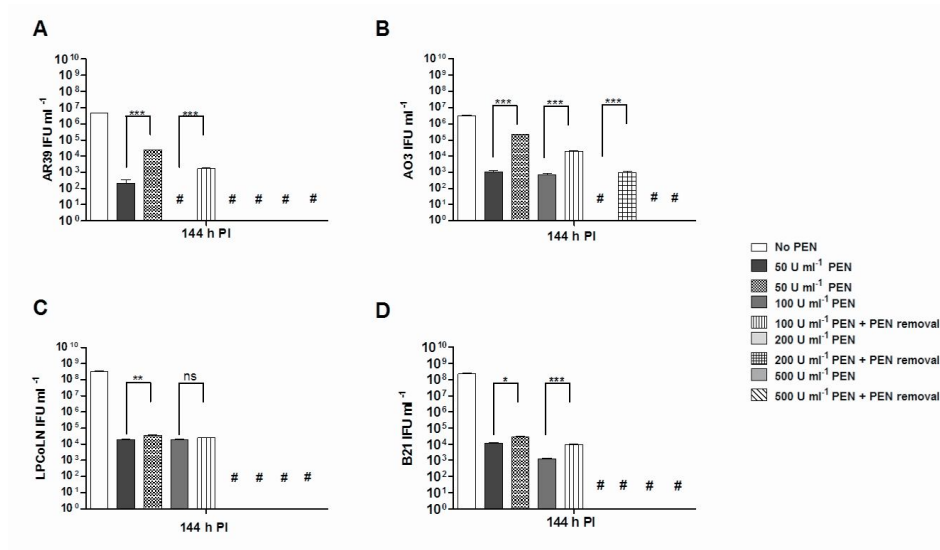 A
AR39 IFU ml -1
10 10
10 9
10 8
10 7
10 6
10 5
10 4
10 3
10 2
10 1
10 0
*** ***
# # # # #
144 h PI
B
AO3 IFU ml -1
10 10
10 9
10 8
10 7
10 6
10 5
10 4
10 3
10 2
10 1
10 0
*** *** ***
# # #
144 h PI
C
LPCoLN IFU ml -1
10 10
10 9
10 8
10 7
10 6
10 5
10 4
10 3
10 2
10 1
10 0
** ns
# # # #
144 h PI
D
B21 IFU ml -1
10 10
10 9
10 8
10 7
10 6
10 5
10 4
10 3
10 2
10 1
10 0
* ***
# # # #
144 h PI
No PEN
50 U ml-1 PEN
50 U ml-1 PEN
100 U ml-1 PEN
100 U ml-1 PEN + PEN removal
200 U ml-1 PEN
200 U ml-1 PEN + PEN removal
500 U ml-1 PEN
500 U ml-1 PEN + PEN removal